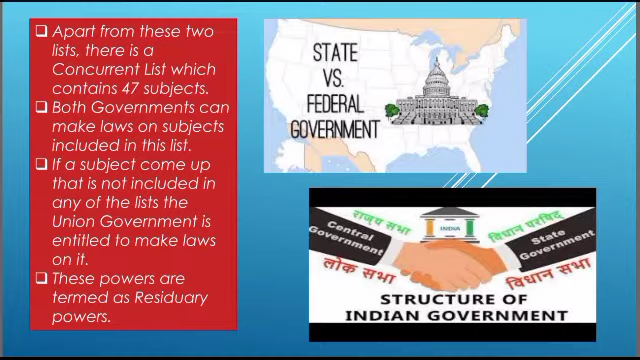 Apart from these two
lists, there is a
Concurrent List which
contains 47 subjects.
Both Governments can
make laws on subjects
included in this list.
If a subject come up
that is not included in
any of the lists the
Union Government is
entitled to make laws
on it.
These powers are
termed as Residuary
powers.
STATE
VS.
FEDERAL
GOVERNMENT
राज्य सभा
विधान परिषद
INDIA
Central
Government
State
Government
लोक सभा
विधान सभा
STRUCTURE OF
INDIAN GOVERNMENT